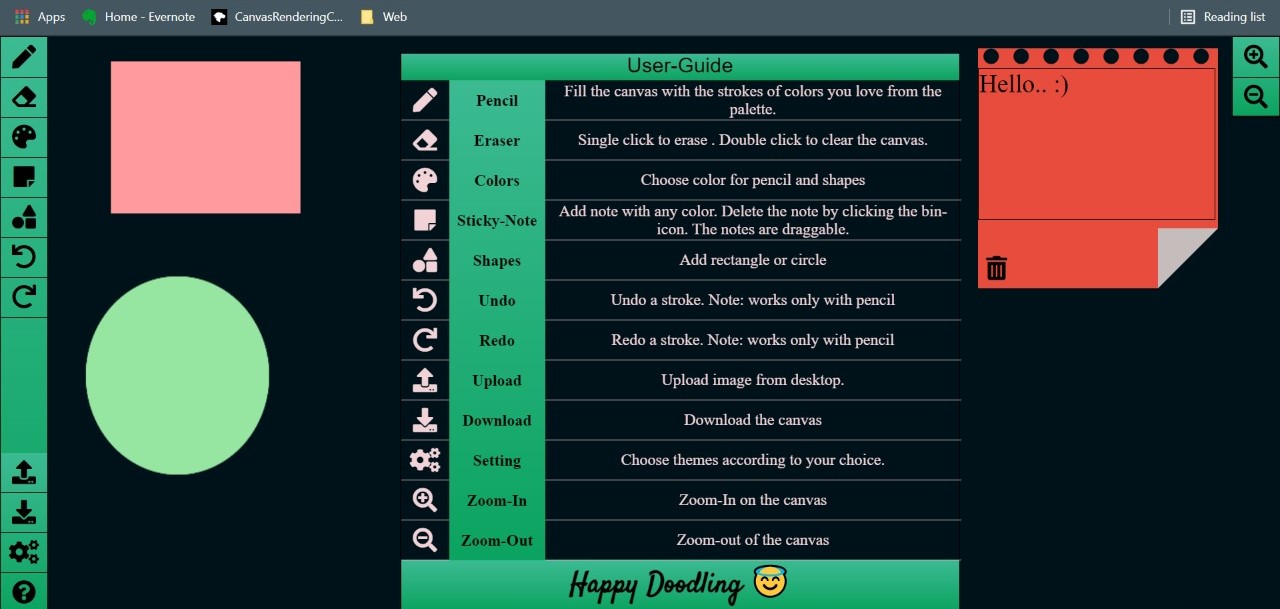 Apps
Home - Evernote
CanvasRenderingC...
Web
Reading list
User-Guide
Pencil
Fill the canvas with the strokes of colors you love from the
palette.
Eraser
Single click to erase . Double click to clear the canvas.
Colors
Choose color for pencil and shapes
Sticky-Note
Add note with any color. Delete the note by clicking the bin-
icon. The notes are draggable.
Shapes
Add rectangle or circle
Undo
Undo a stroke. Note: works only with pencil
Redo
Redo a stroke. Note: works only with pencil
Upload
Upload image from desktop.
Download
Download the canvas
Setting
Choose themes according to your choice.
Zoom-In
Zoom-In on the canvas
Zoom-Out
Zoom-out of the canvas
Happy Doodling 😇
Hello.. :)